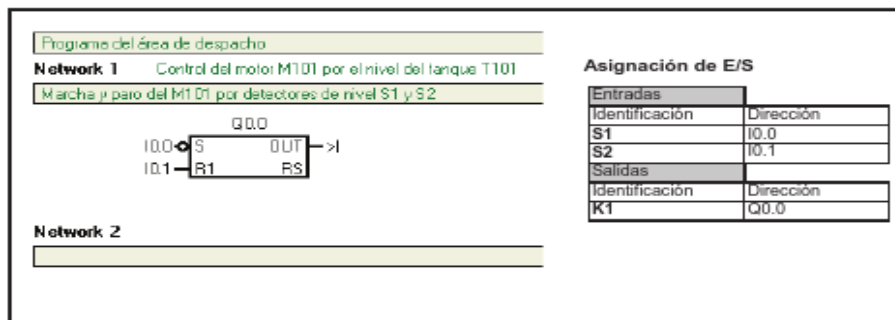 Programa del área de despacho
Network 1 Control del motor M101 por el nivel del tanque T101
Marcha y paro del M101 por detectores de nivel S1 y S2
Q0.0
I0.0 S OUT >I
I0.1 R1 RS
Network 2
Asignación de E/S
Entradas
Identificación Dirección
S1 I0.0
S2 I0.1
Salidas
Identificación Dirección
K1 Q0.0